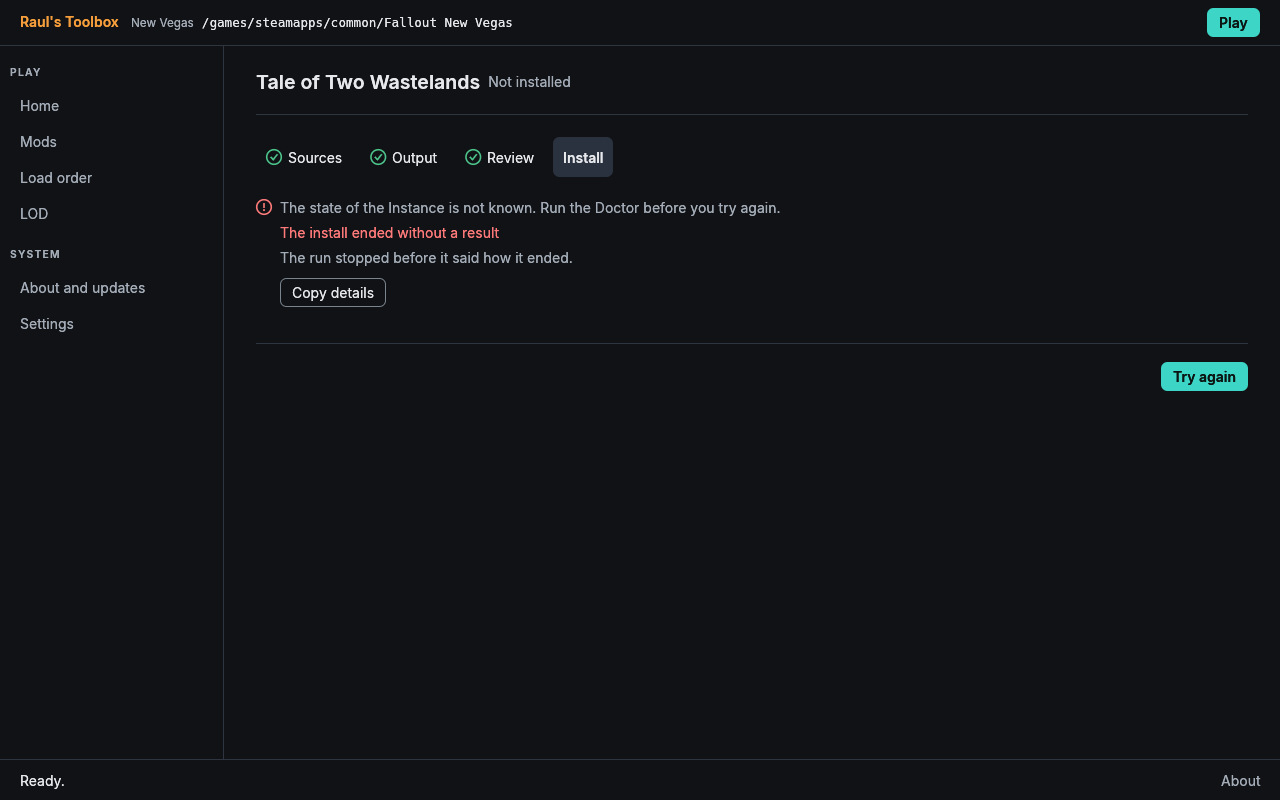 Raul's Toolbox New Vegas /games/steamapps/common/Fallout New Vegas Play
PLAY
Home
Mods
Load order
LOD
SYSTEM
About and updates
Settings
Tale of Two Wastelands Not installed
Sources Output Review Install
The state of the Instance is not known. Run the Doctor before you try again.
The install ended without a result
The run stopped before it said how it ended.
Copy details
Try again
Ready. About